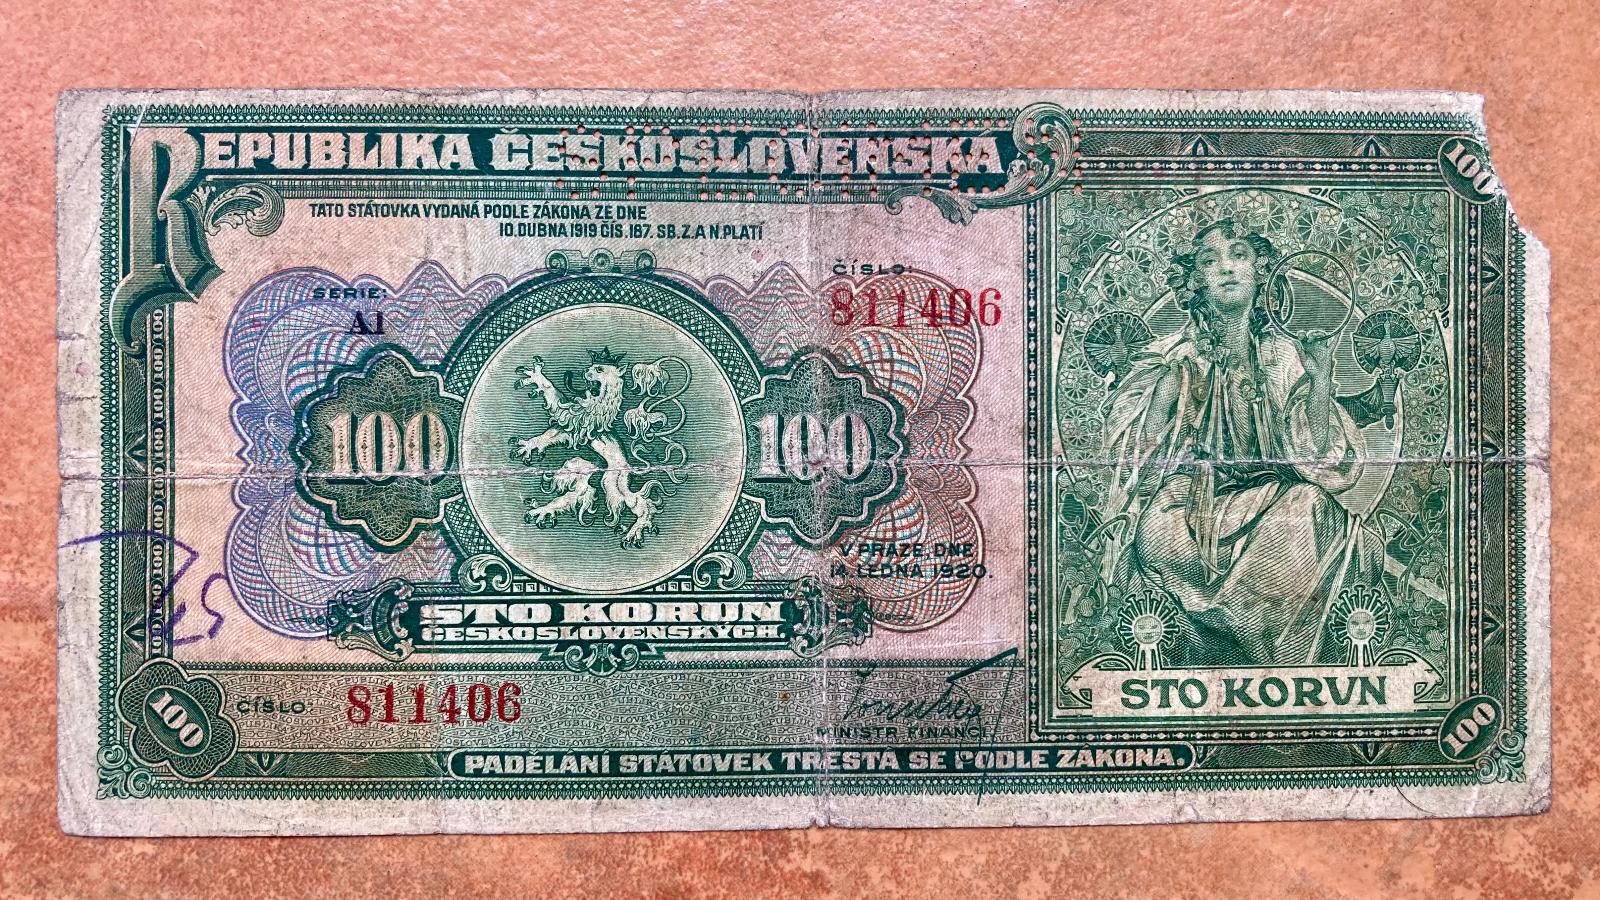 REPUBLIKA ČESKOSLOVENSKÁ
100
TATO STÁTOVKA VYDANÁ PODLE ZÁKONA ZE DNE
10. DUBNA 1919 ČÍS. 187. SB. Z. A N. PLATÍ
SERIE:
A1
ČÍSLO:
811406
100
100
V PRAZE, DNE
14. LEDNA 1920.
STO KORUN
ČESKOSLOVENSKÝCH.
100
ČÍSLO:
811406
MINISTR FINANCÍ
STO KORVN
100
PADĚLÁNÍ STÁTOVEK TRESTÁ SE PODLE ZÁKONA.